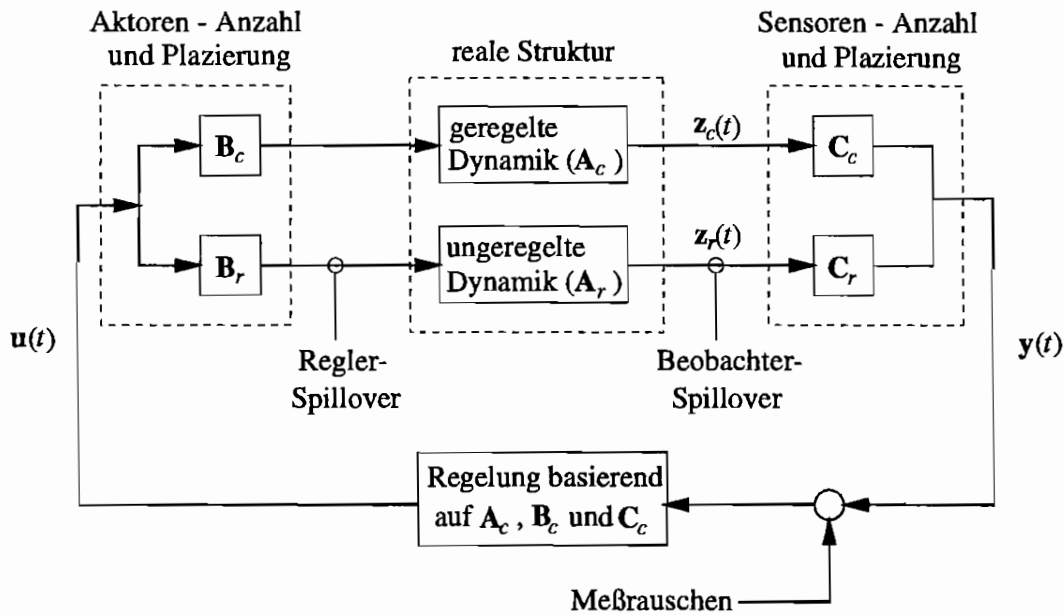 Aktoren - Anzahl
und Plazierung
reale Struktur
Sensoren - Anzahl
und Plazierung
B_c
geregelte
Dynamik (A_c)
z_c(t)
C_c
B_r
ungeregelte
Dynamik (A_r)
z_r(t)
C_r
u(t)
Regler-
Spillover
Beobachter-
Spillover
y(t)
Regelung basierend
auf A_c , B_c und C_c
Meßrauschen